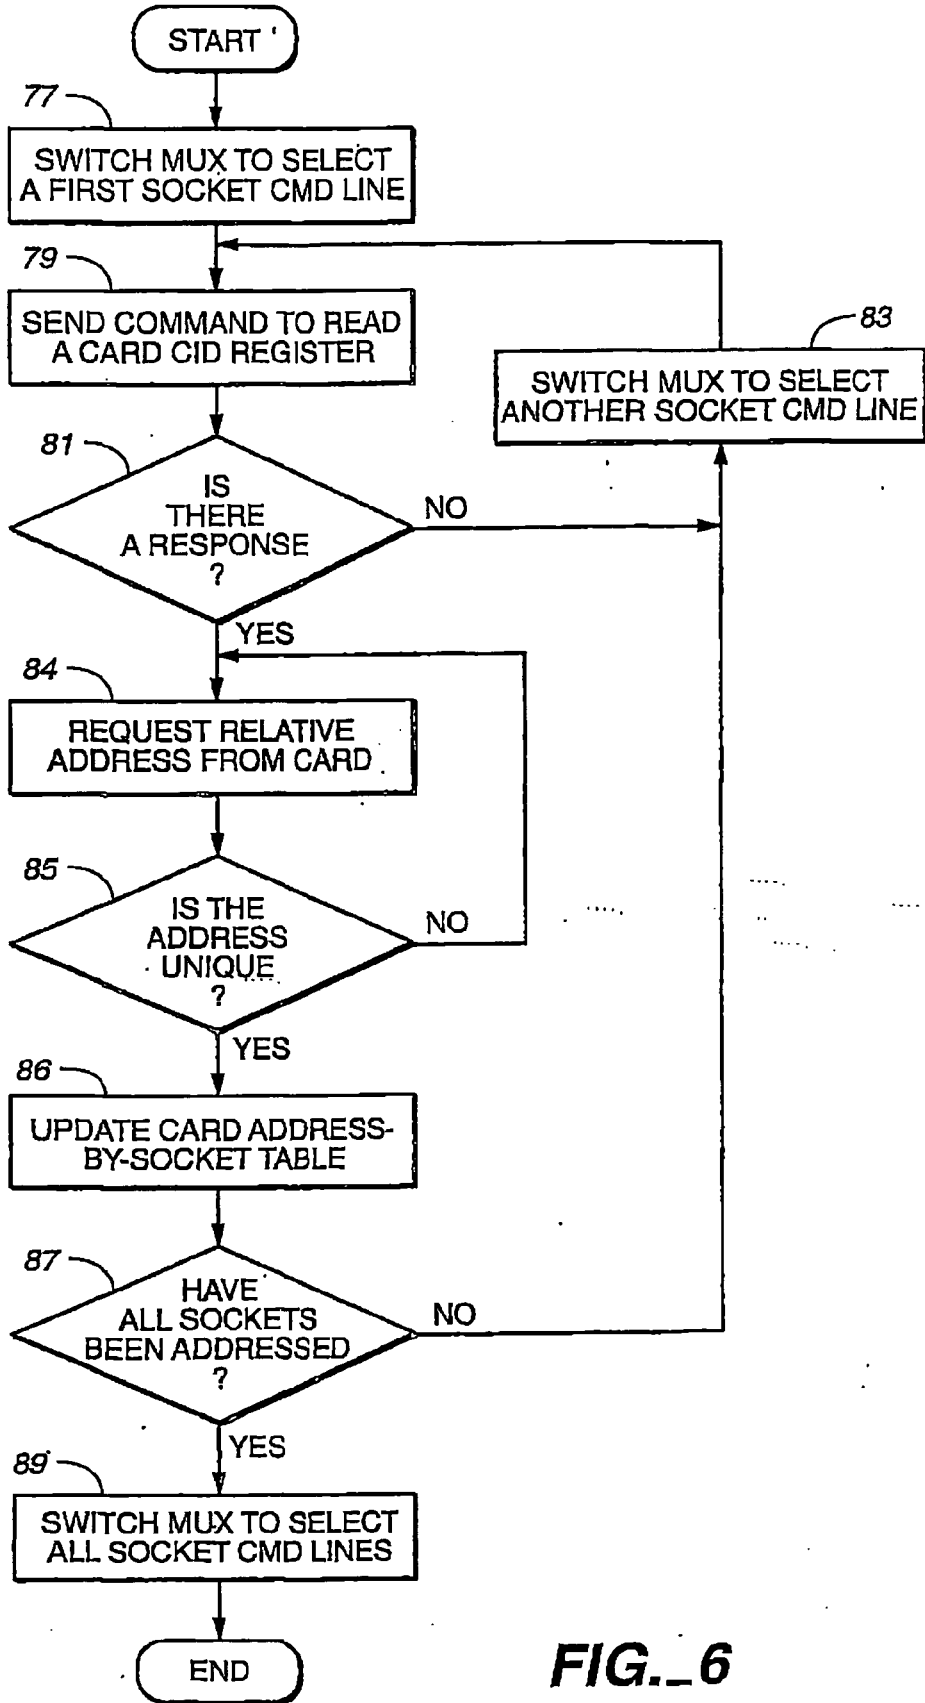 START
77
SWITCH MUX TO SELECT
A FIRST SOCKET CMD LINE
79
SEND COMMAND TO READ
A CARD CID REGISTER
83
SWITCH MUX TO SELECT
ANOTHER SOCKET CMD LINE
81
IS
THERE
A RESPONSE
?
NO
YES
84
REQUEST RELATIVE
ADDRESS FROM CARD
85
IS THE
ADDRESS
UNIQUE
?
NO
YES
86
UPDATE CARD ADDRESS-
BY-SOCKET TABLE
87
HAVE
ALL SOCKETS
BEEN ADDRESSED
?
NO
YES
89
SWITCH MUX TO SELECT
ALL SOCKET CMD LINES
END
FIG._6